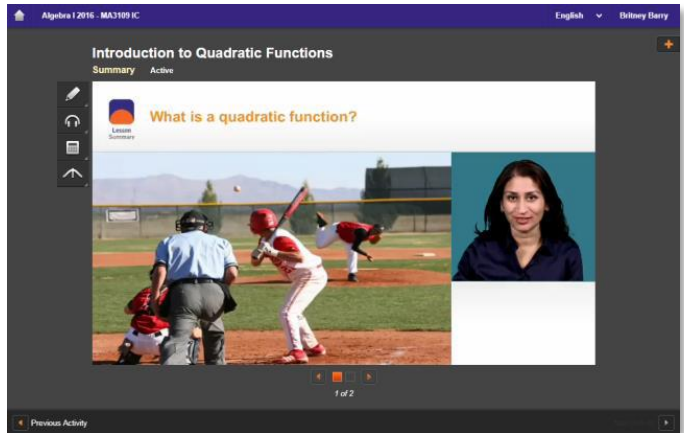 Algebra I 2016 - MA3109 IC
English
Britney Barry
Introduction to Quadratic Functions
Summary Active
Lesson
Summary
What is a quadratic function?
1 of 2
Previous Activity